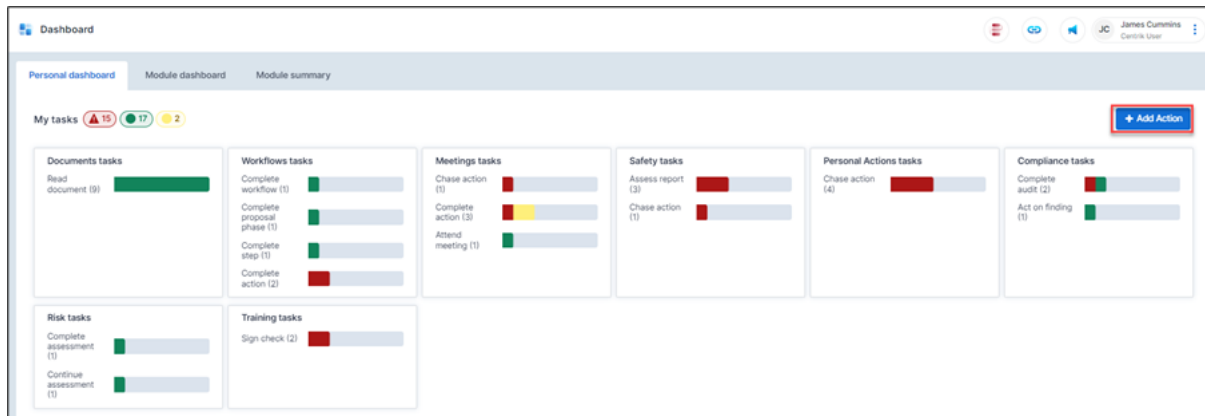 Dashboard
JC
James Cummins
Centrik User
Personal dashboard
Module dashboard
Module summary
My tasks
15
17
2
+ Add Action
Documents tasks
Read
document (9)
Workflows tasks
Complete
workflow (1)
Complete
proposal
phase (1)
Complete
step (1)
Complete
action (2)
Meetings tasks
Chase action
(1)
Complete
action (3)
Attend
meeting (1)
Safety tasks
Assess report
(3)
Chase action
(1)
Personal Actions tasks
Chase action
(4)
Compliance tasks
Complete
audit (2)
Act on finding
(1)
Risk tasks
Complete
assessment
(1)
Continue
assessment
(1)
Training tasks
Sign check (2)